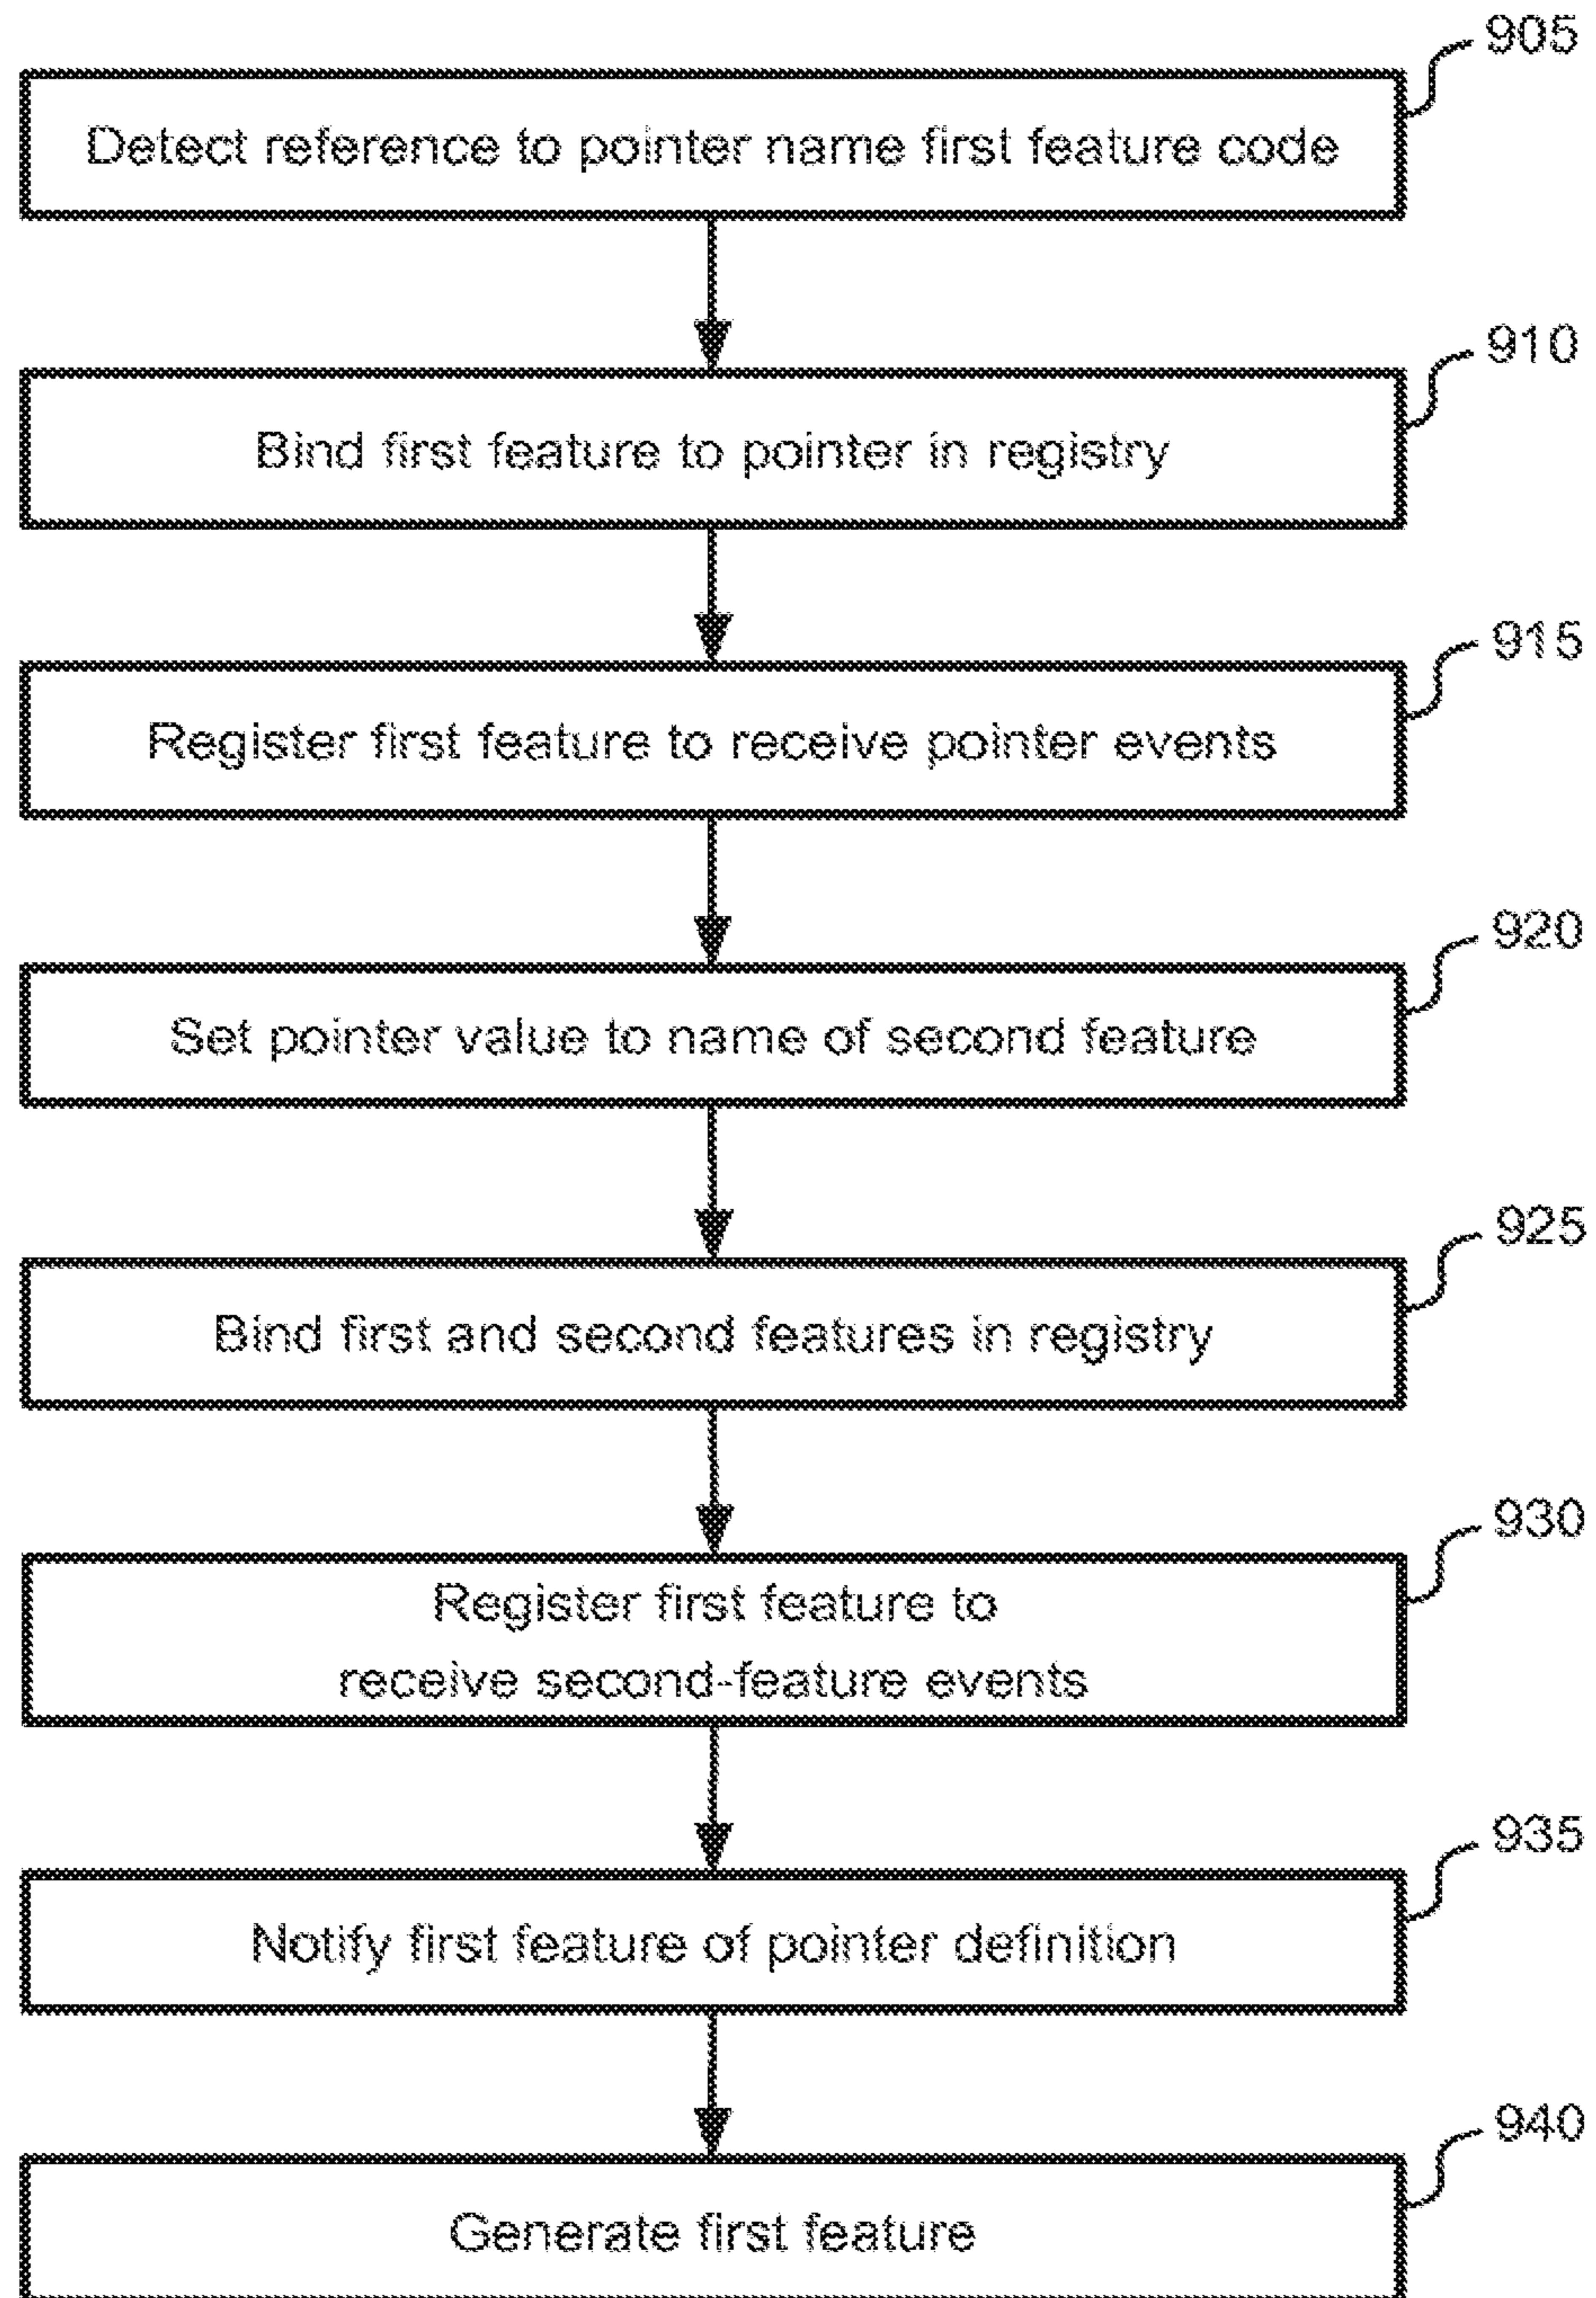 905
Detect reference to pointer name first feature code
910
Bind first feature to pointer in registry
915
Register first feature to receive pointer events
920
Set pointer value to name of second feature
925
Bind first and second features in registry
930
Register first feature to
receive second-feature events
935
Notify first feature of pointer definition
940
Generate first feature